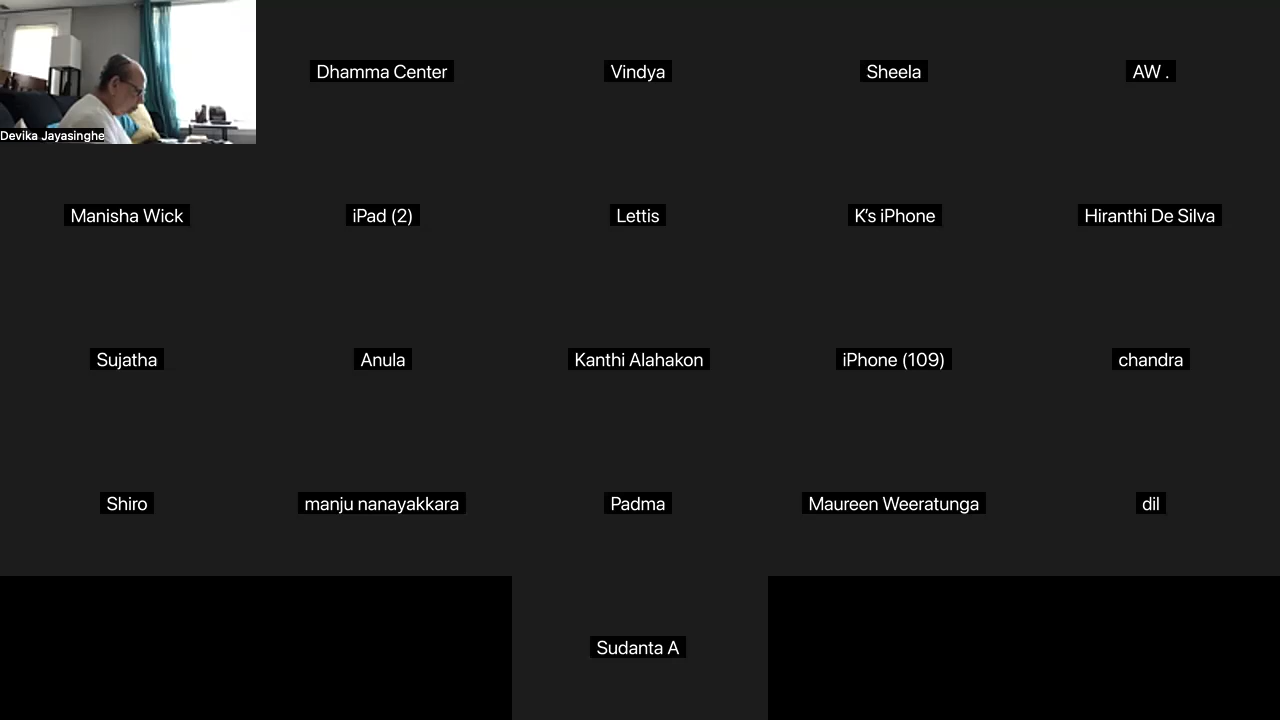 Devika Jayasinghe
Dhamma Center
Vindya
Sheela
AW .
Manisha Wick
iPad (2)
Lettis
K's iPhone
Hiranthi De Silva
Sujatha
Anula
Kanthi Alahakon
iPhone (109)
chandra
Shiro
manju nanayakkara
Padma
Maureen Weeratunga
dil
Sudanta A